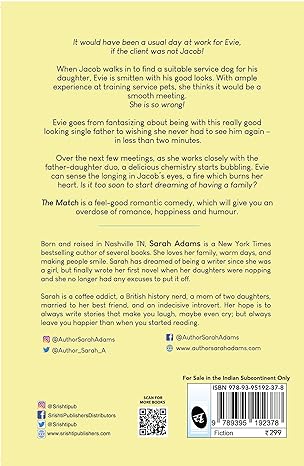 It would have been a usual day at work for Evie,
if the client was not Jacob!
When Jacob walks in to find a suitable service dog for his
daughter, Evie is smitten with his good looks. With ample
experience at training service pets, she thinks it would be a
smooth meeting.
She is so wrong!
Evie goes from fantasizing about being with this really good
looking single father to wishing she never had to see him again –
in less than two minutes.
Over the next few meetings, as she works closely with the
father-daughter duo, a delicious chemistry starts bubbling. Evie
can sense the longing in Jacob's eyes, a fire which burns her
heart. Is it too soon to start dreaming of having a family?
The Match is a feel-good romantic comedy, which will give you an
overdose of romance, happiness and humour.
Born and raised in Nashville TN, Sarah Adams is a New York Times
bestselling author of several books. She loves her family, warm days, and
making people smile. Sarah has dreamed of being a writer since she was
a girl, but finally wrote her first novel when her daughters were napping
and she no longer had any excuses to put it off.
Sarah is a coffee addict, a British history nerd, a mom of two daughters,
married to her best friend, and an indecisive introvert. Her hope is to
always write stories that make you laugh, maybe even cry; but always
leave you happier than when you started reading.
@AuthorSarahAdams
@AuthorSarahAdams
@Author_Sarah_A
www.authorsarahadams.com
For Sale in the Indian Subcontinent Only
@Srishtipub
@SrishtiPublishersDistributors
@srishtipublishers
www.srishtipublishers.com
SCAN FOR
MORE BOOKS
ISBN 978-93-95192-37-8
9 789395 192378
Fiction
₹299